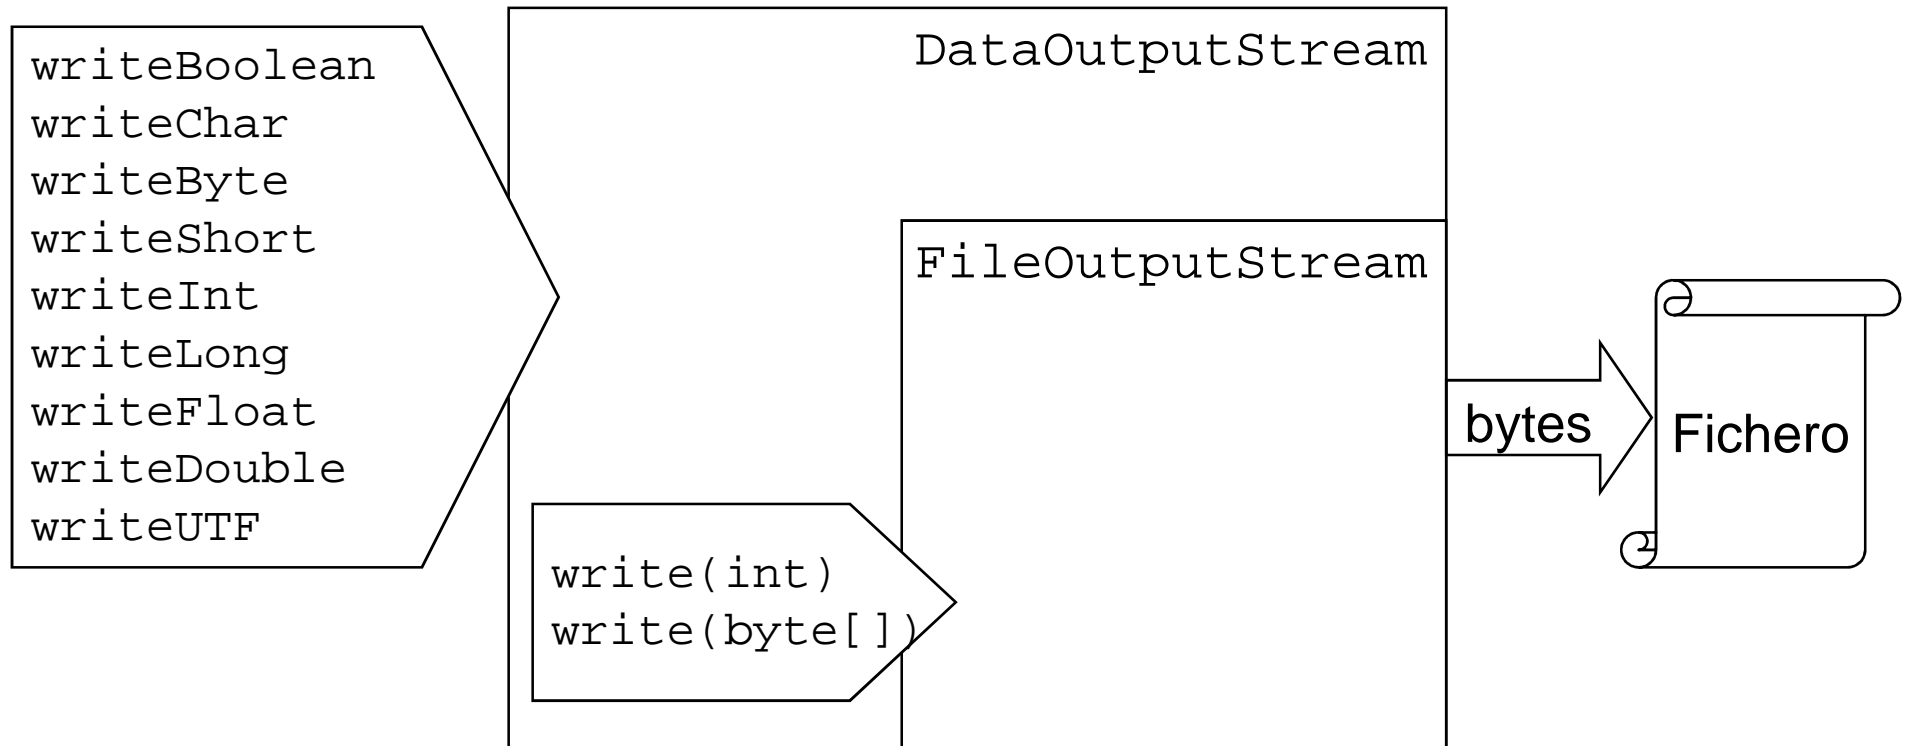 writeBoolean
writeChar
writeByte
writeShort
writeInt
writeLong
writeFloat
writeDouble
writeUTF
DataOutputStream
FileOutputStream
write(int)
write(byte[])
bytes
Fichero